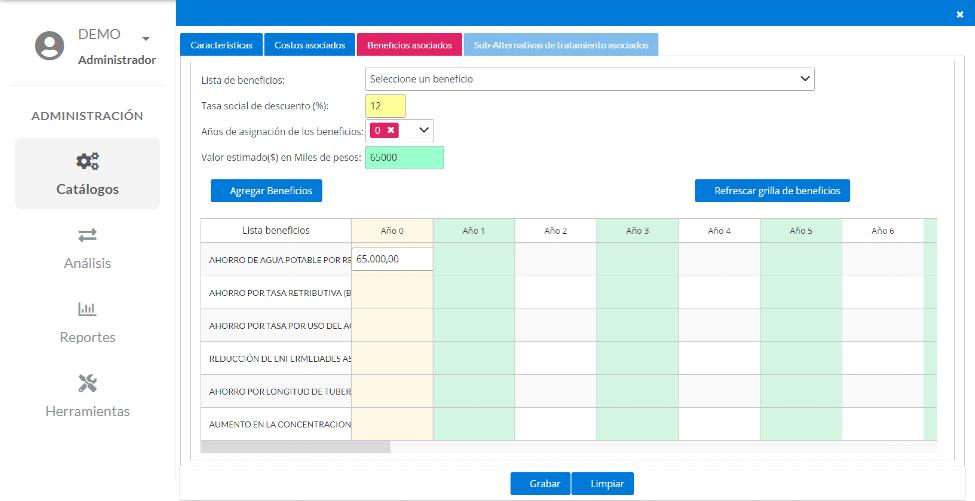 DEMO
Administrador
ADMINISTRACIÓN
Catálogos
Análisis
Reportes
Herramientas
Características Costos asociados Beneficios asociados Sub-Alternativas de tratamiento asociados
Lista de beneficios: Seleccione un beneficio
Tasa social de descuento (%): 12
Años de asignación de los beneficios: 0
Valor estimado($) en Miles de pesos: 65000
Agregar Beneficios Refrescar grilla de beneficios
Lista beneficios Año 0 Año 1 Año 2 Año 3 Año 4 Año 5 Año 6
AHORRO DE AGUA POTABLE POR RE 65.000,00
AHORRO POR TASA RETRIBUTIVA (B
AHORRO POR TASA POR USO DEL AG
REDUCCIÓN DE ENFERMEDADES AS
AHORRO POR LONGITUD DE TUBER
AUMENTO EN LA CONCENTRACION
Grabar Limpiar